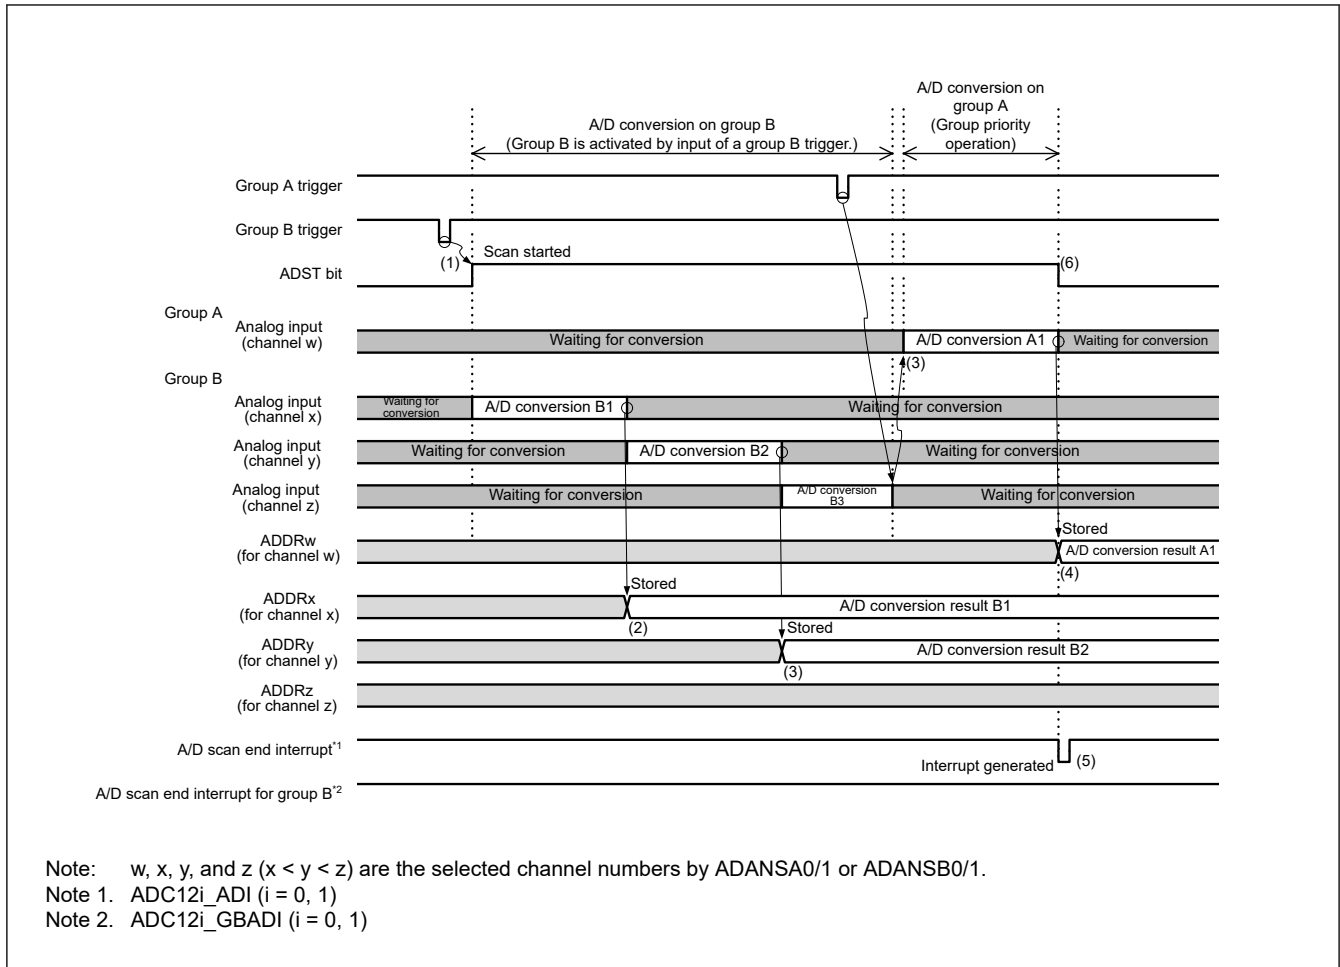 A/D conversion on
group A
(Group priority
operation)
A/D conversion on group B
(Group B is activated by input of a group B trigger.)
Group A trigger
Group B trigger
(1)
Scan started
ADST bit
(6)
Group A
Analog input
(channel w)
Waiting for conversion
A/D conversion A1
Waiting for conversion
(3)
Group B
Analog input
(channel x)
Waiting for
conversion
A/D conversion B1
Waiting for conversion
Analog input
(channel y)
Waiting for conversion
A/D conversion B2
Waiting for conversion
Analog input
(channel z)
Waiting for conversion
A/D conversion
B3
Waiting for conversion
Stored
ADDRw
(for channel w)
A/D conversion result A1
(4)
Stored
ADDRx
(for channel x)
A/D conversion result B1
(2)
Stored
ADDRy
(for channel y)
A/D conversion result B2
(3)
ADDRz
(for channel z)
A/D scan end interrupt*1
Interrupt generated
(5)
A/D scan end interrupt for group B*2
Note: w, x, y, and z (x < y < z) are the selected channel numbers by ADANSA0/1 or ADANSB0/1.
Note 1. ADC12i_ADI (i = 0, 1)
Note 2. ADC12i_GBADI (i = 0, 1)